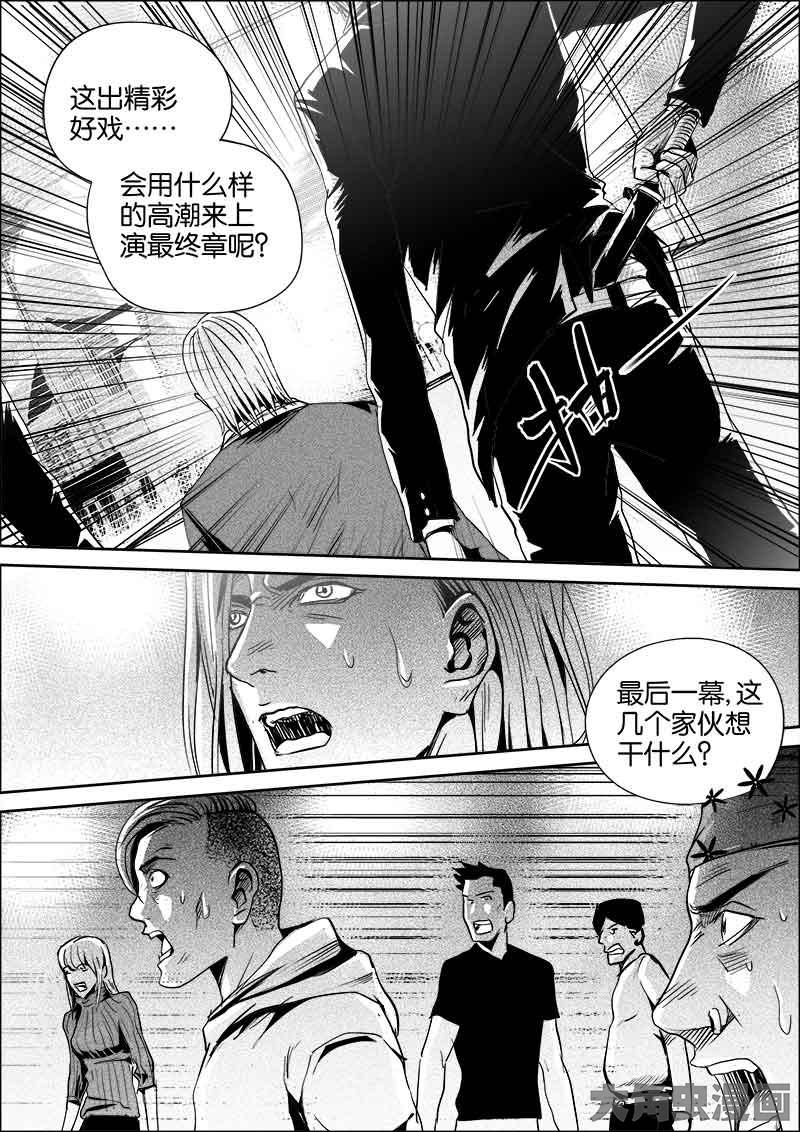 这出精彩
好戏……
会用什么样
的高潮来上
演最终章呢？
抽
最后一幕，这
几个家伙想
干什么？
大角虫漫画